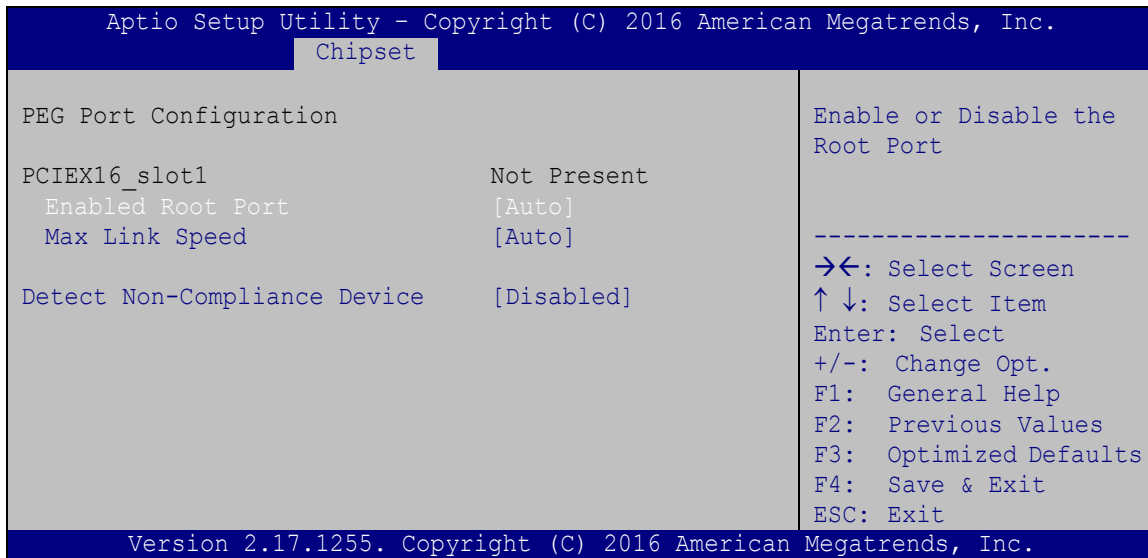 Aptio Setup Utility – Copyright (C) 2016 American Megatrends, Inc.
Chipset
PEG Port Configuration
PCIEX16_slot1 Not Present
Enabled Root Port [Auto]
Max Link Speed [Auto]
Detect Non-Compliance Device [Disabled]
Enable or Disable the
Root Port
----------------------
→←: Select Screen
↑ ↓: Select Item
Enter: Select
+/-: Change Opt.
F1: General Help
F2: Previous Values
F3: Optimized Defaults
F4: Save & Exit
ESC: Exit
Version 2.17.1255. Copyright (C) 2016 American Megatrends, Inc.